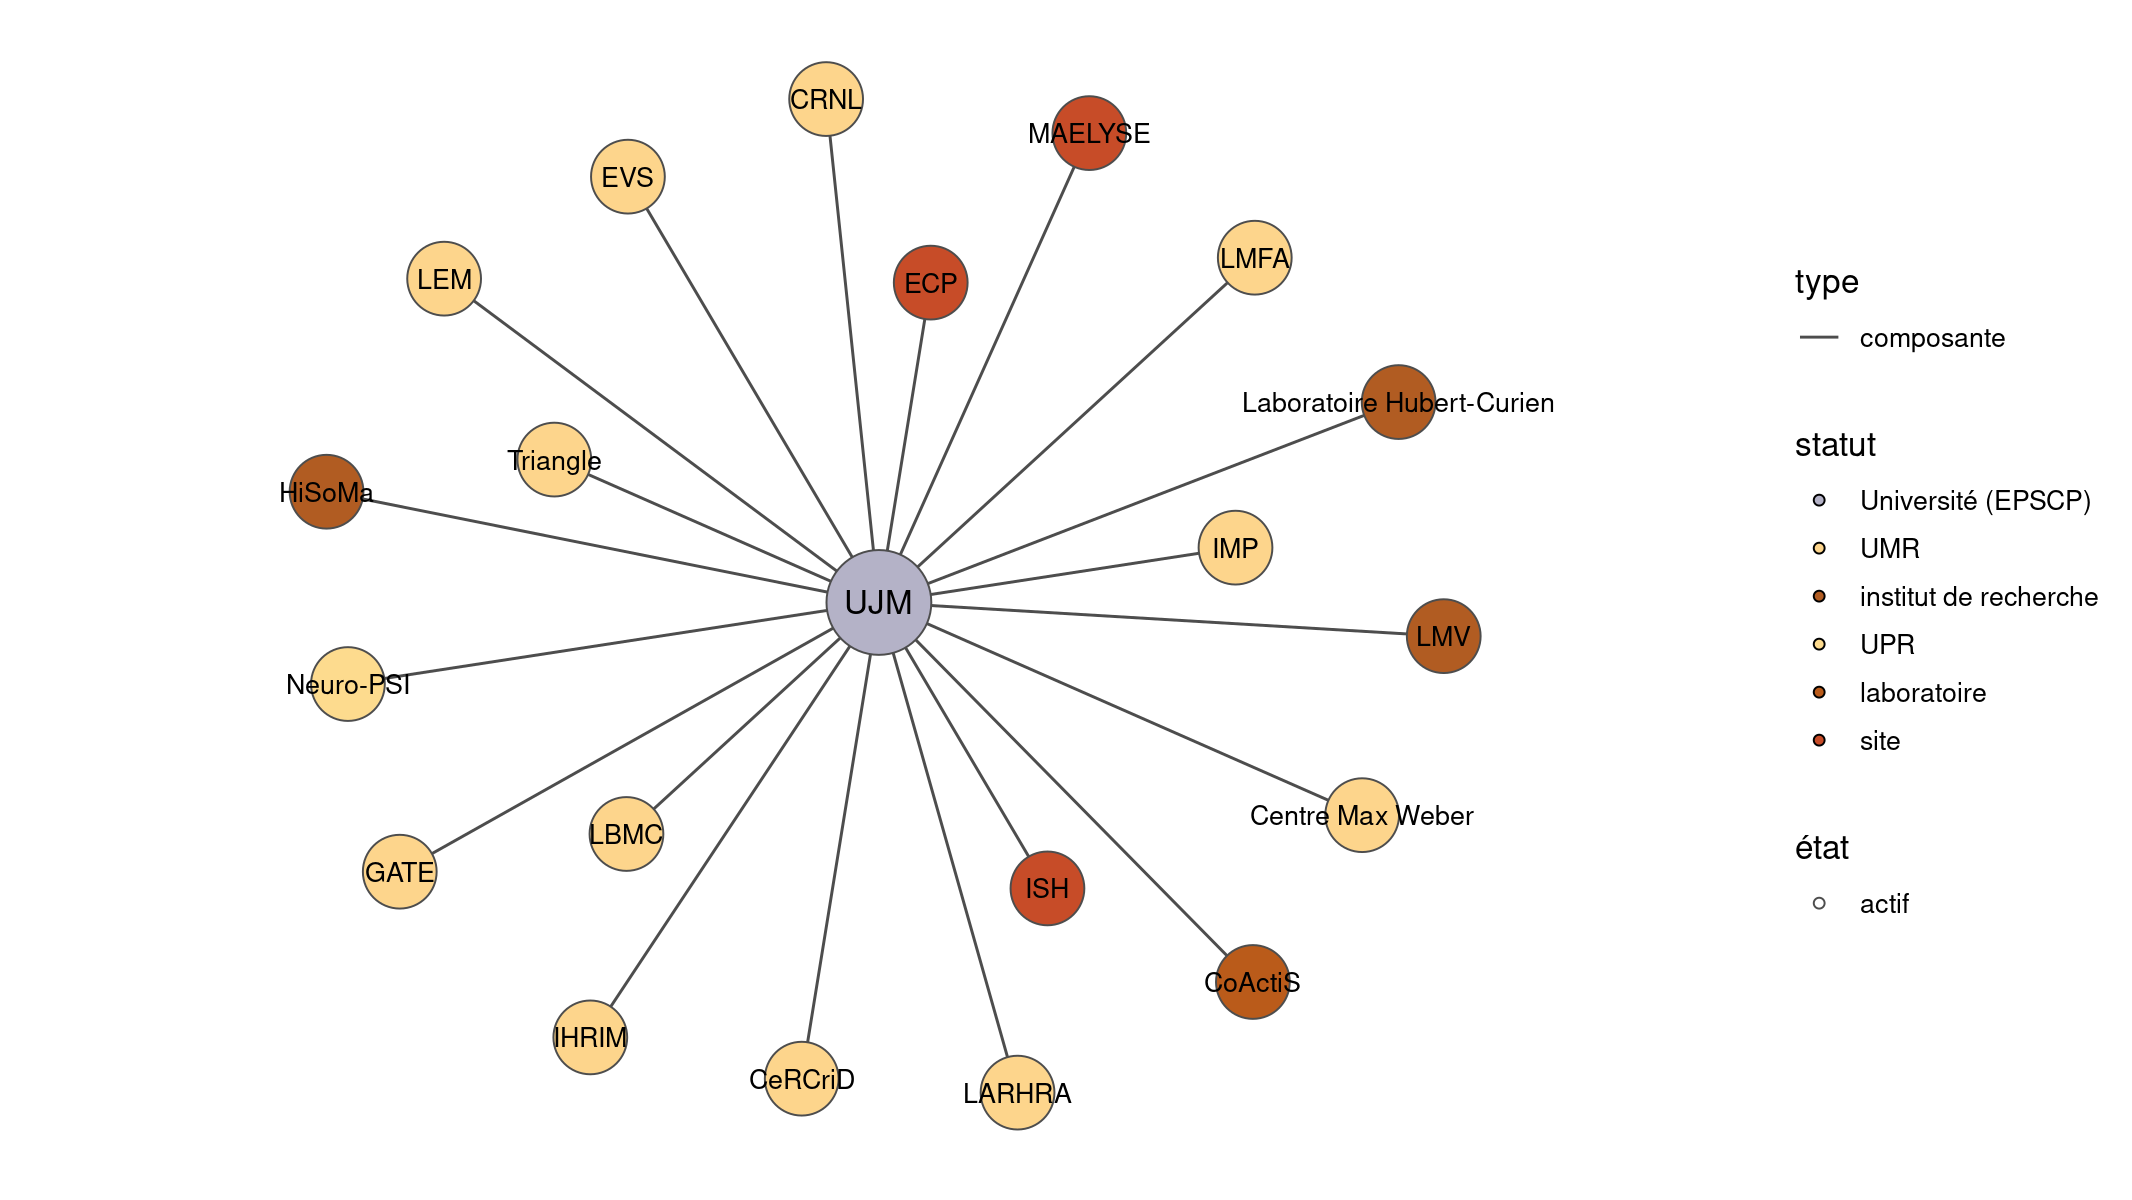 CRNL
MAELYSE
EVS
LMFA
LEM
ECP
Laboratoire Hubert-Curien
Triangle
HiSoMa
IMP
UJM
LMV
Neuro-PSI
Centre Max Weber
LBMC
GATE
ISH
CoActiS
IHRIM
CeRCriD
LARHRA
type
composante
statut
Université (EPSCP)
UMR
institut de recherche
UPR
laboratoire
site
état
actif